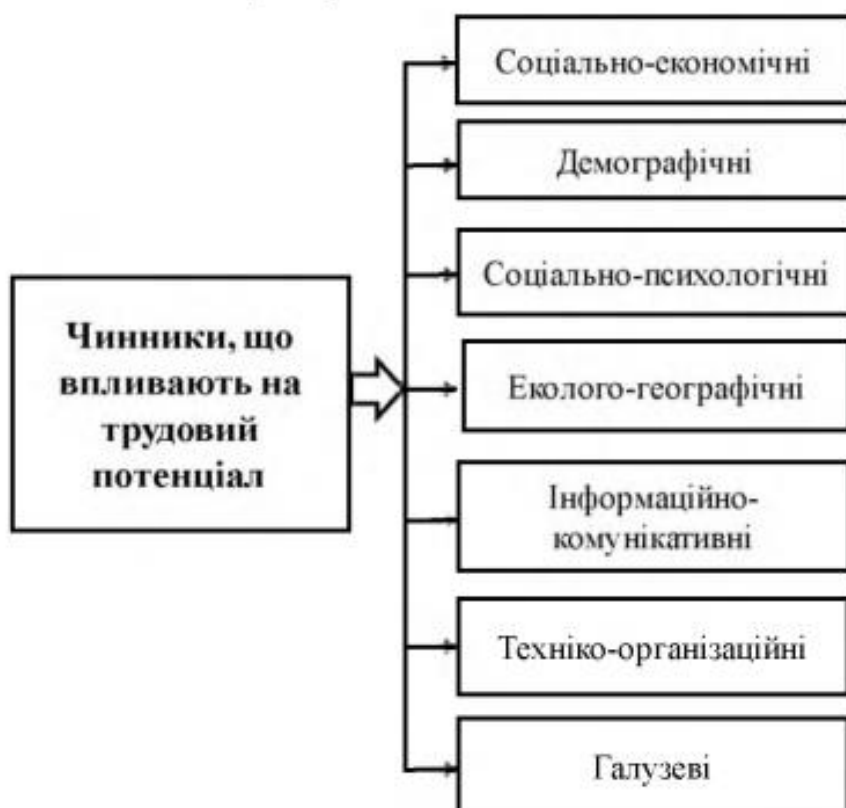 Соціально-економічні
Демографічні
Соціально-психологічні
Чинники, що
впливають на
трудовий
потенціал
Еколого-географічні
Інформаційно-
комунікативні
Техніко-організаційні
Галузеві